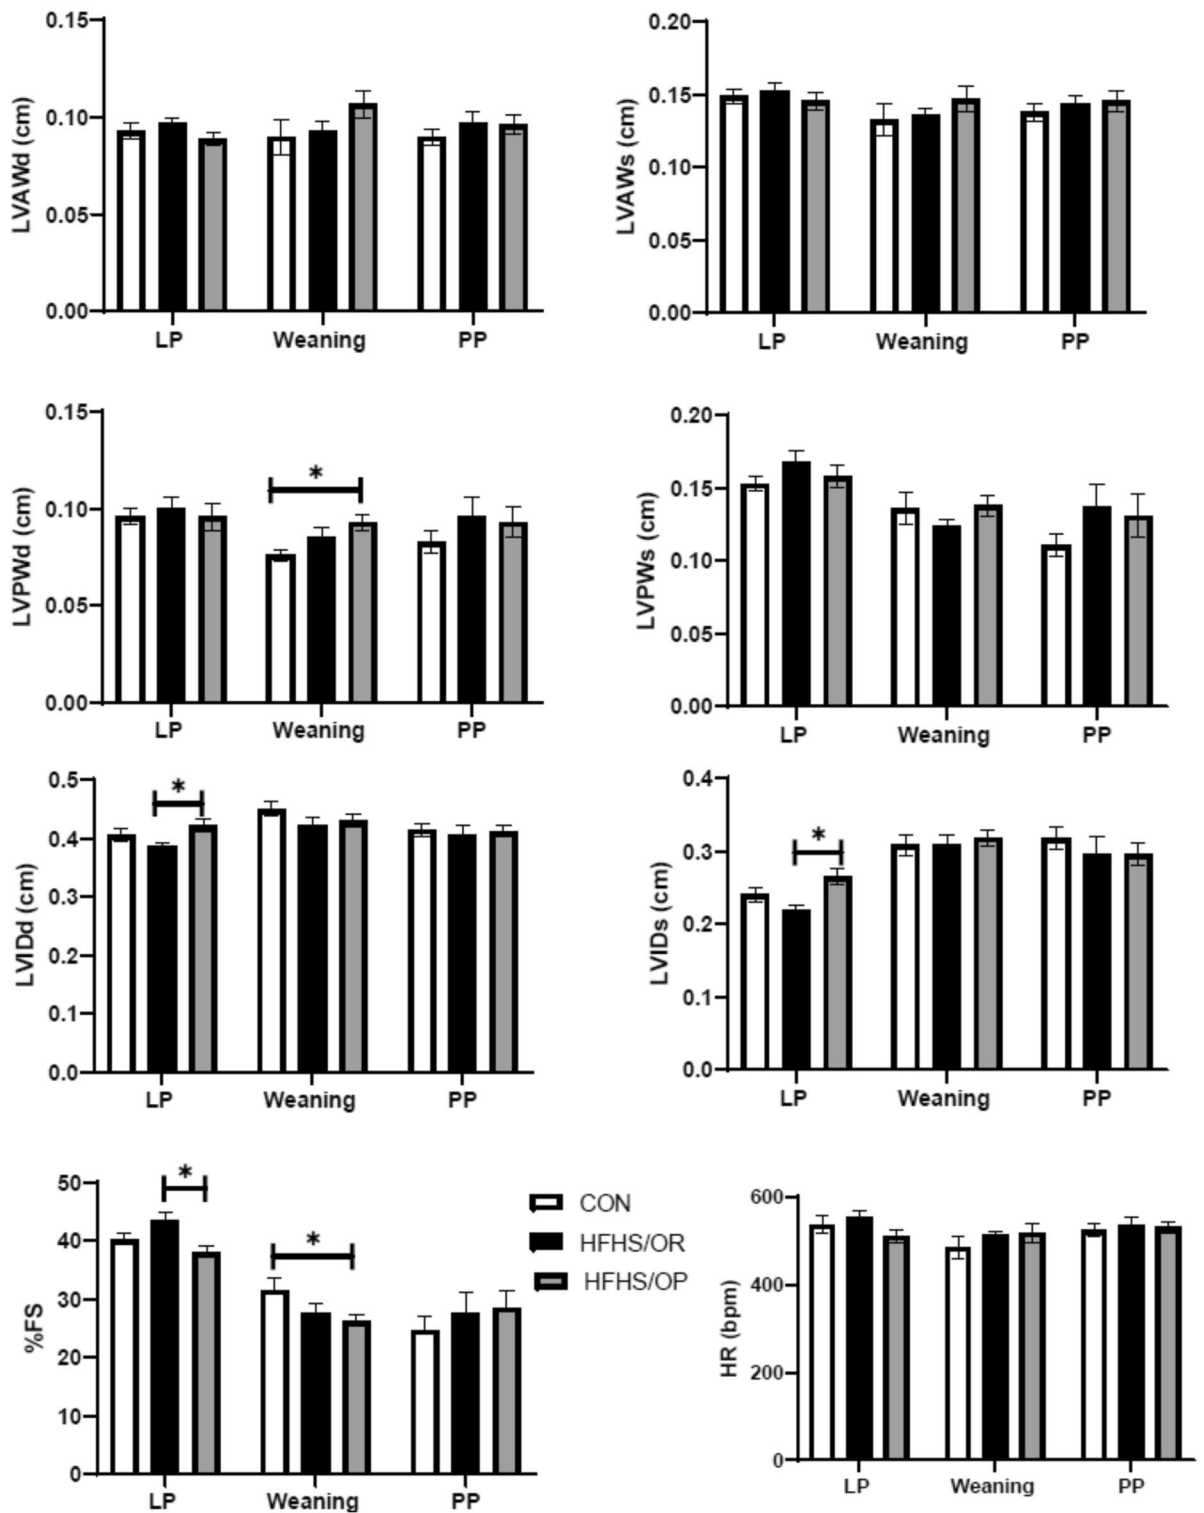 LVAWd (cm)
0.15
0.10
0.05
0.00
LP Weaning PP
LVAWs (cm)
0.20
0.15
0.10
0.05
0.00
LP Weaning PP
LVPWd (cm)
0.15
0.10
0.05
0.00
*
LP Weaning PP
LVPWs (cm)
0.20
0.15
0.10
0.05
0.00
LP Weaning PP
LVIDd (cm)
0.5
0.4
0.3
0.2
0.1
0.0
*
LP Weaning PP
LVIDs (cm)
0.4
0.3
0.2
0.1
0.0
*
LP Weaning PP
%FS
50
40
30
20
10
0
*
*
LP Weaning PP
CON
HFHS/OR
HFHS/OP
HR (bpm)
600
400
200
0
LP Weaning PP